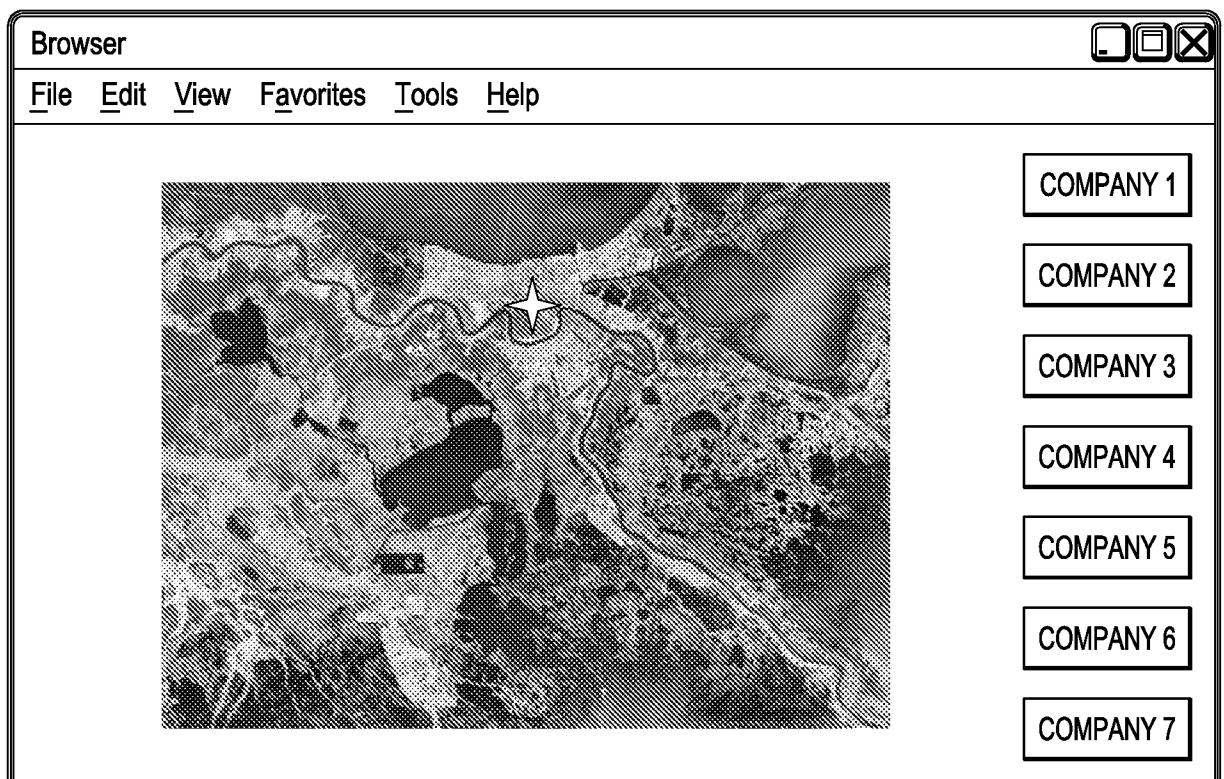 Browser
File Edit View Favorites Tools Help
COMPANY 1
COMPANY 2
COMPANY 3
COMPANY 4
COMPANY 5
COMPANY 6
COMPANY 7